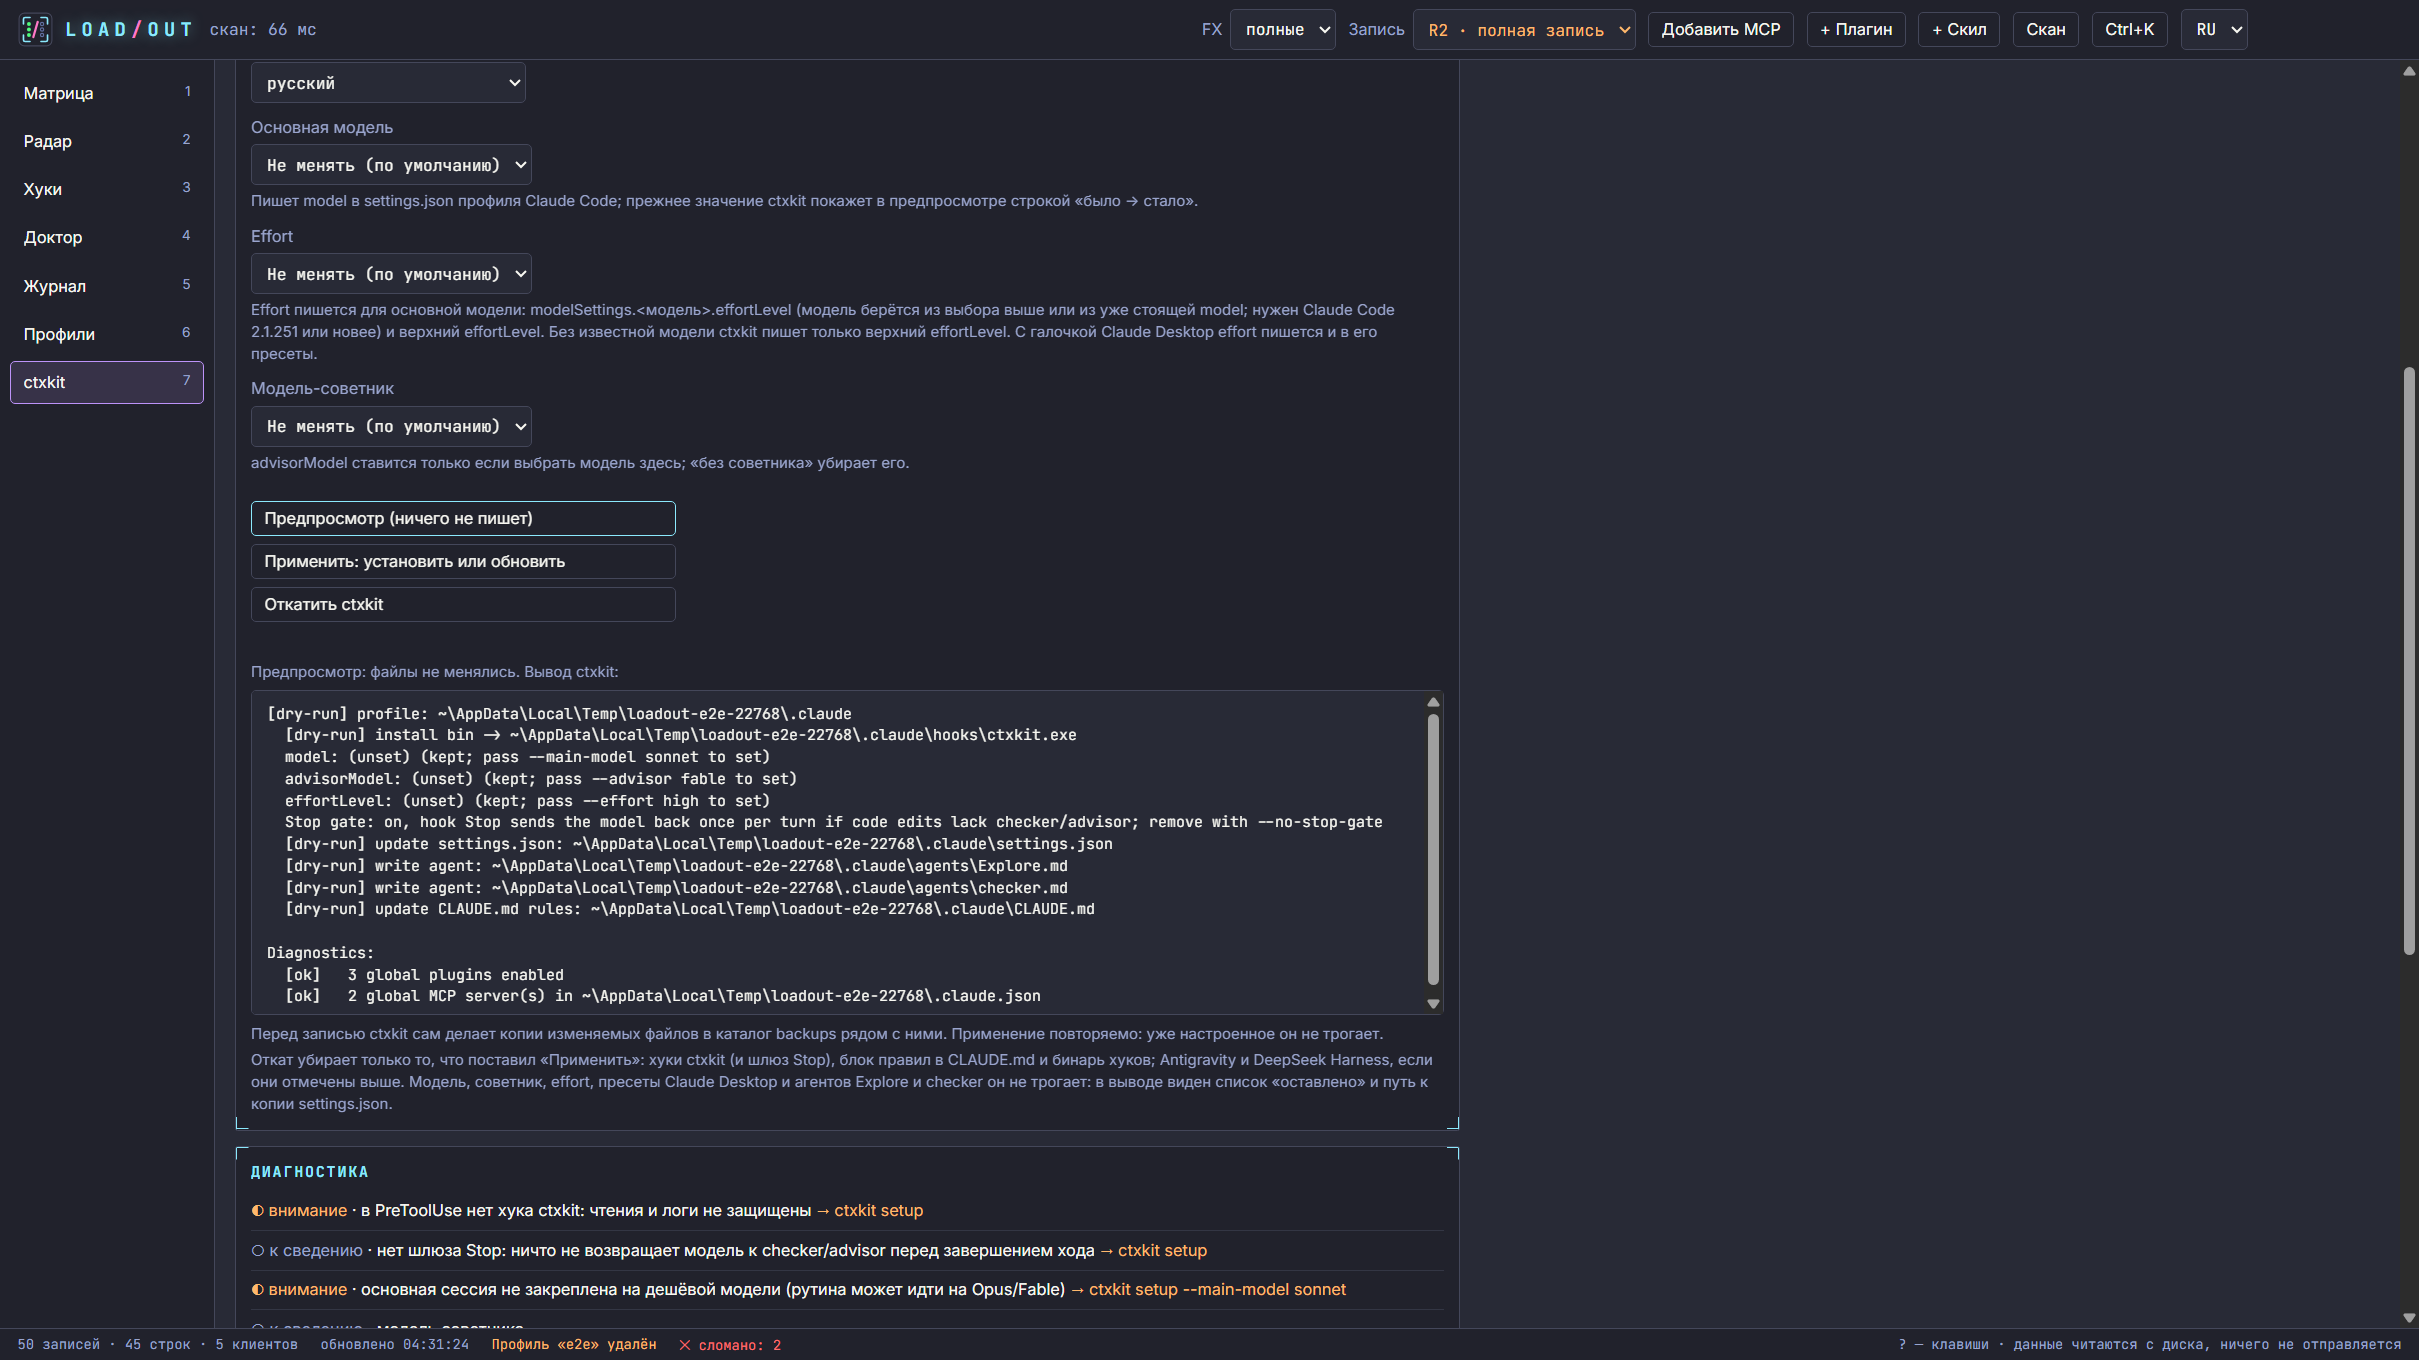 LOAD/OUT скан: 66 мс FX полные Запись R2 · полная запись Добавить MCP + Плагин + Скил Скан Ctrl+K RU
Матрица 1
Радар 2
Хуки 3
Доктор 4
Журнал 5
Профили 6
ctxkit 7
русский
Основная модель
Не менять (по умолчанию)
Пишет model в settings.json профиля Claude Code; прежнее значение ctxkit покажет в предпросмотре строкой «было → стало».
Effort
Не менять (по умолчанию)
Effort пишется для основной модели: modelSettings.<модель>.effortLevel (модель берётся из выбора выше или из уже стоящей model; нужен Claude Code
2.1.251 или новее) и верхний effortLevel. Без известной модели ctxkit пишет только верхний effortLevel. С галочкой Claude Desktop effort пишется и в его
пресеты.
Модель-советник
Не менять (по умолчанию)
advisorModel ставится только если выбрать модель здесь; «без советника» убирает его.
Предпросмотр (ничего не пишет)
Применить: установить или обновить
Откатить ctxkit
Предпросмотр: файлы не менялись. Вывод ctxkit:
[dry-run] profile: ~\AppData\Local\Temp\loadout-e2e-22768\.claude
[dry-run] install bin -> ~\AppData\Local\Temp\loadout-e2e-22768\.claude\hooks\ctxkit.exe
model: (unset) (kept; pass --main-model sonnet to set)
advisorModel: (unset) (kept; pass --advisor fable to set)
effortLevel: (unset) (kept; pass --effort high to set)
Stop gate: on, hook Stop sends the model back once per turn if code edits lack checker/advisor; remove with --no-stop-gate
[dry-run] update settings.json: ~\AppData\Local\Temp\loadout-e2e-22768\.claude\settings.json
[dry-run] write agent: ~\AppData\Local\Temp\loadout-e2e-22768\.claude\agents\Explore.md
[dry-run] write agent: ~\AppData\Local\Temp\loadout-e2e-22768\.claude\agents\checker.md
[dry-run] update CLAUDE.md rules: ~\AppData\Local\Temp\loadout-e2e-22768\.claude\CLAUDE.md
Diagnostics:
[ok] 3 global plugins enabled
[ok] 2 global MCP server(s) in ~\AppData\Local\Temp\loadout-e2e-22768\.claude.json
Перед записью ctxkit сам делает копии изменяемых файлов в каталог backups рядом с ними. Применение повторяемо: уже настроенное он не трогает.
Откат убирает только то, что поставил «Применить»: хуки ctxkit (и шлюз Stop), блок правил в CLAUDE.md и бинарь хуков; Antigravity и DeepSeek Harness, если
они отмечены выше. Модель, советник, effort, пресеты Claude Desktop и агентов Explore и checker он не трогает: в выводе виден список «оставлено» и путь к
копии settings.json.
ДИАГНОСТИКА
внимание · в PreToolUse нет хука ctxkit: чтения и логи не защищены → ctxkit setup
к сведению · нет шлюза Stop: ничто не возвращает модель к checker/advisor перед завершением хода → ctxkit setup
внимание · основная сессия не закреплена на дешёвой модели (рутина может идти на Opus/Fable) → ctxkit setup --main-model sonnet
50 записей · 45 строк · 5 клиентов обновлено 04:31:24 Профиль «e2e» удалён × сломано: 2 ? — клавиши · данные читаются с диска, ничего не отправляется